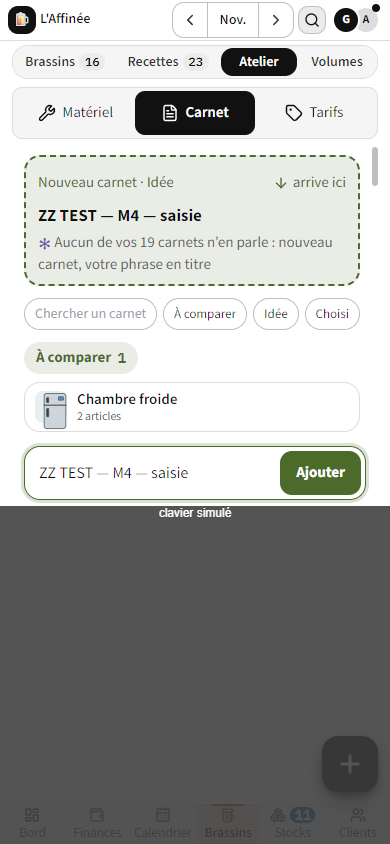 L'Affinée
Nov.
G
A
Brassins 16
Recettes 23
Atelier
Volumes
Matériel
Carnet
Tarifs
Nouveau carnet · Idée
arrive ici
ZZ TEST — M4 — saisie
Aucun de vos 19 carnets n’en parle : nouveau
carnet, votre phrase en titre
Chercher un carnet
À comparer
Idée
Choisi
À comparer 1
Chambre froide
2 articles
ZZ TEST — M4 — saisie
Ajouter
clavier simulé
11
Bord
Finances
Calendrier
Brassins
Stocks
Clients